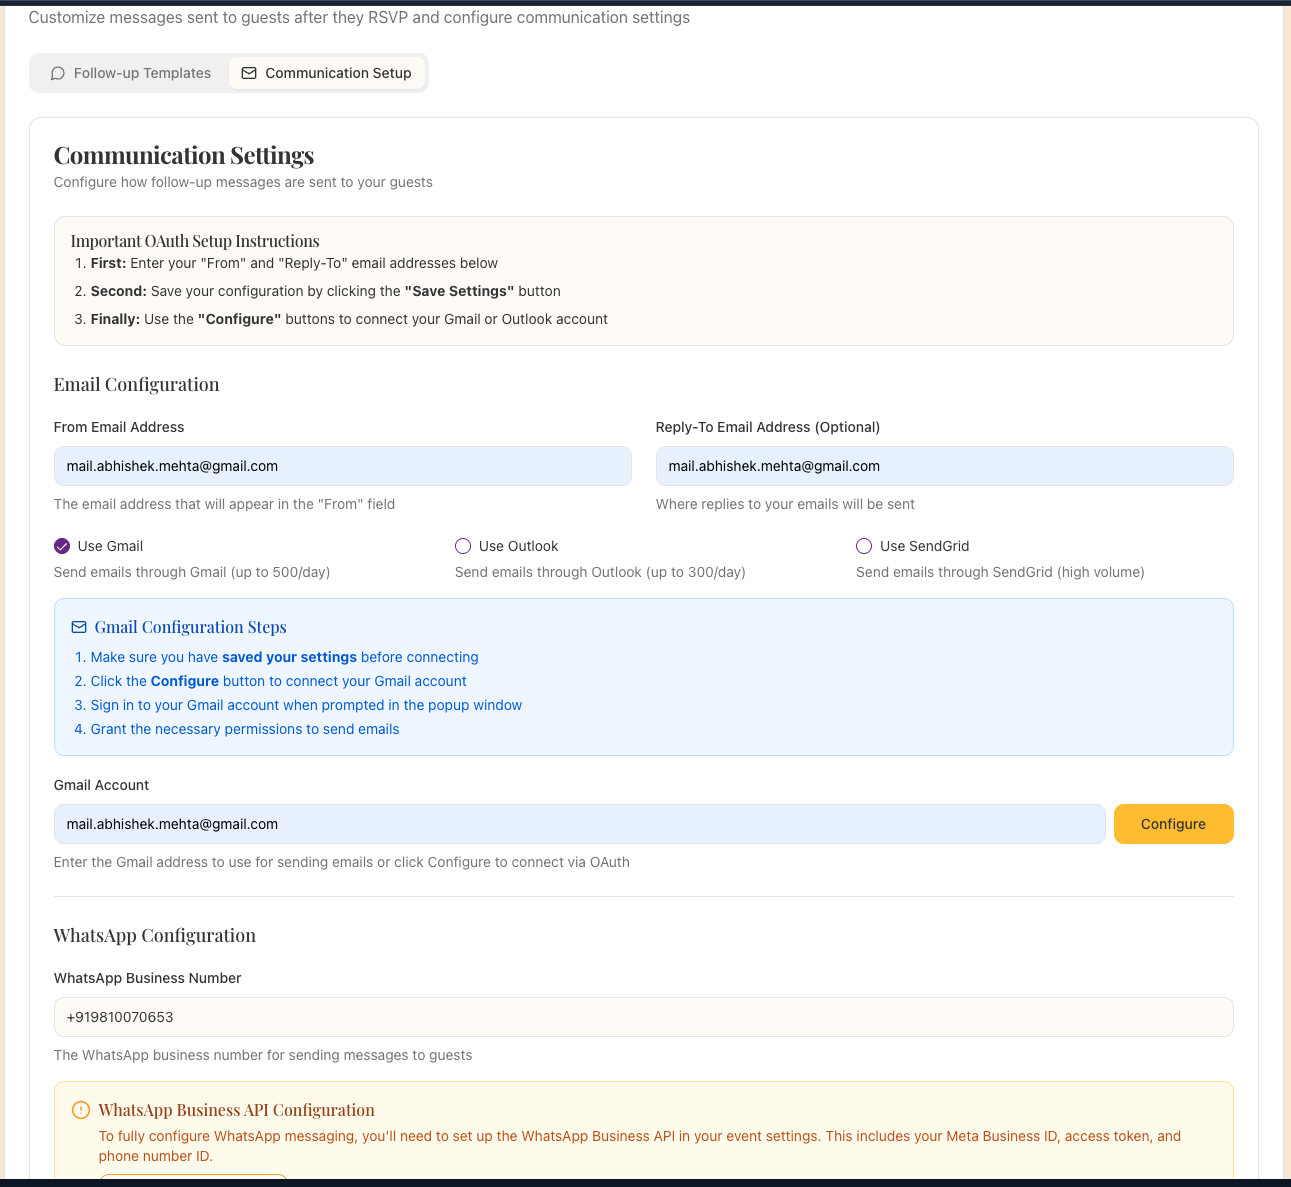 Customize messages sent to guests after they RSVP and configure communication settings
Follow-up Templates
Communication Setup
Communication Settings
Configure how follow-up messages are sent to your guests
Important OAuth Setup Instructions
1. First: Enter your "From" and "Reply-To" email addresses below
2. Second: Save your configuration by clicking the "Save Settings" button
3. Finally: Use the "Configure" buttons to connect your Gmail or Outlook account
Email Configuration
From Email Address
mail.abhishek.mehta@gmail.com
The email address that will appear in the "From" field
Reply-To Email Address (Optional)
mail.abhishek.mehta@gmail.com
Where replies to your emails will be sent
Use Gmail
Send emails through Gmail (up to 500/day)
Use Outlook
Send emails through Outlook (up to 300/day)
Use SendGrid
Send emails through SendGrid (high volume)
Gmail Configuration Steps
1. Make sure you have saved your settings before connecting
2. Click the Configure button to connect your Gmail account
3. Sign in to your Gmail account when prompted in the popup window
4. Grant the necessary permissions to send emails
Gmail Account
mail.abhishek.mehta@gmail.com
Configure
Enter the Gmail address to use for sending emails or click Configure to connect via OAuth
WhatsApp Configuration
WhatsApp Business Number
+919810070653
The WhatsApp business number for sending messages to guests
WhatsApp Business API Configuration
To fully configure WhatsApp messaging, you'll need to set up the WhatsApp Business API in your event settings. This includes your Meta Business ID, access token, and
phone number ID.